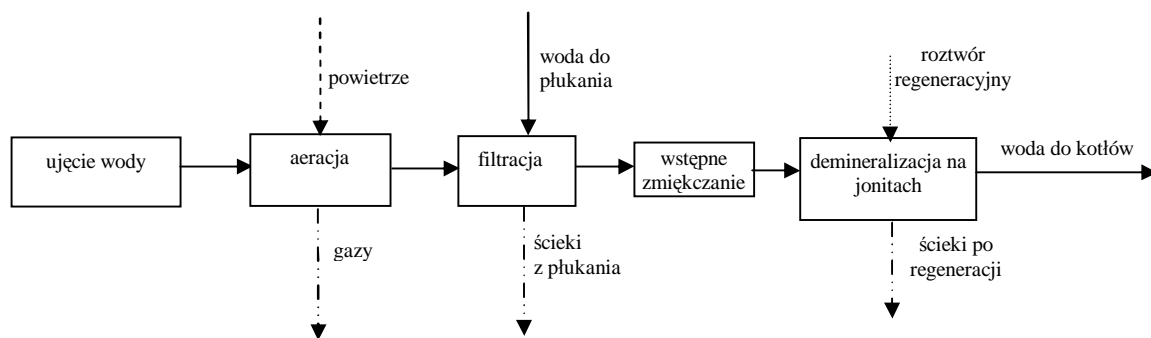 powietrze
woda do
płukania
roztwór
regeneracyjny
ujęcie wody
aeracja
filtracja
wstępne
zmiękczanie
demineralizacja na
jonitach
woda do kotłów
gazy
ścieki
z płukania
ścieki po
regeneracji